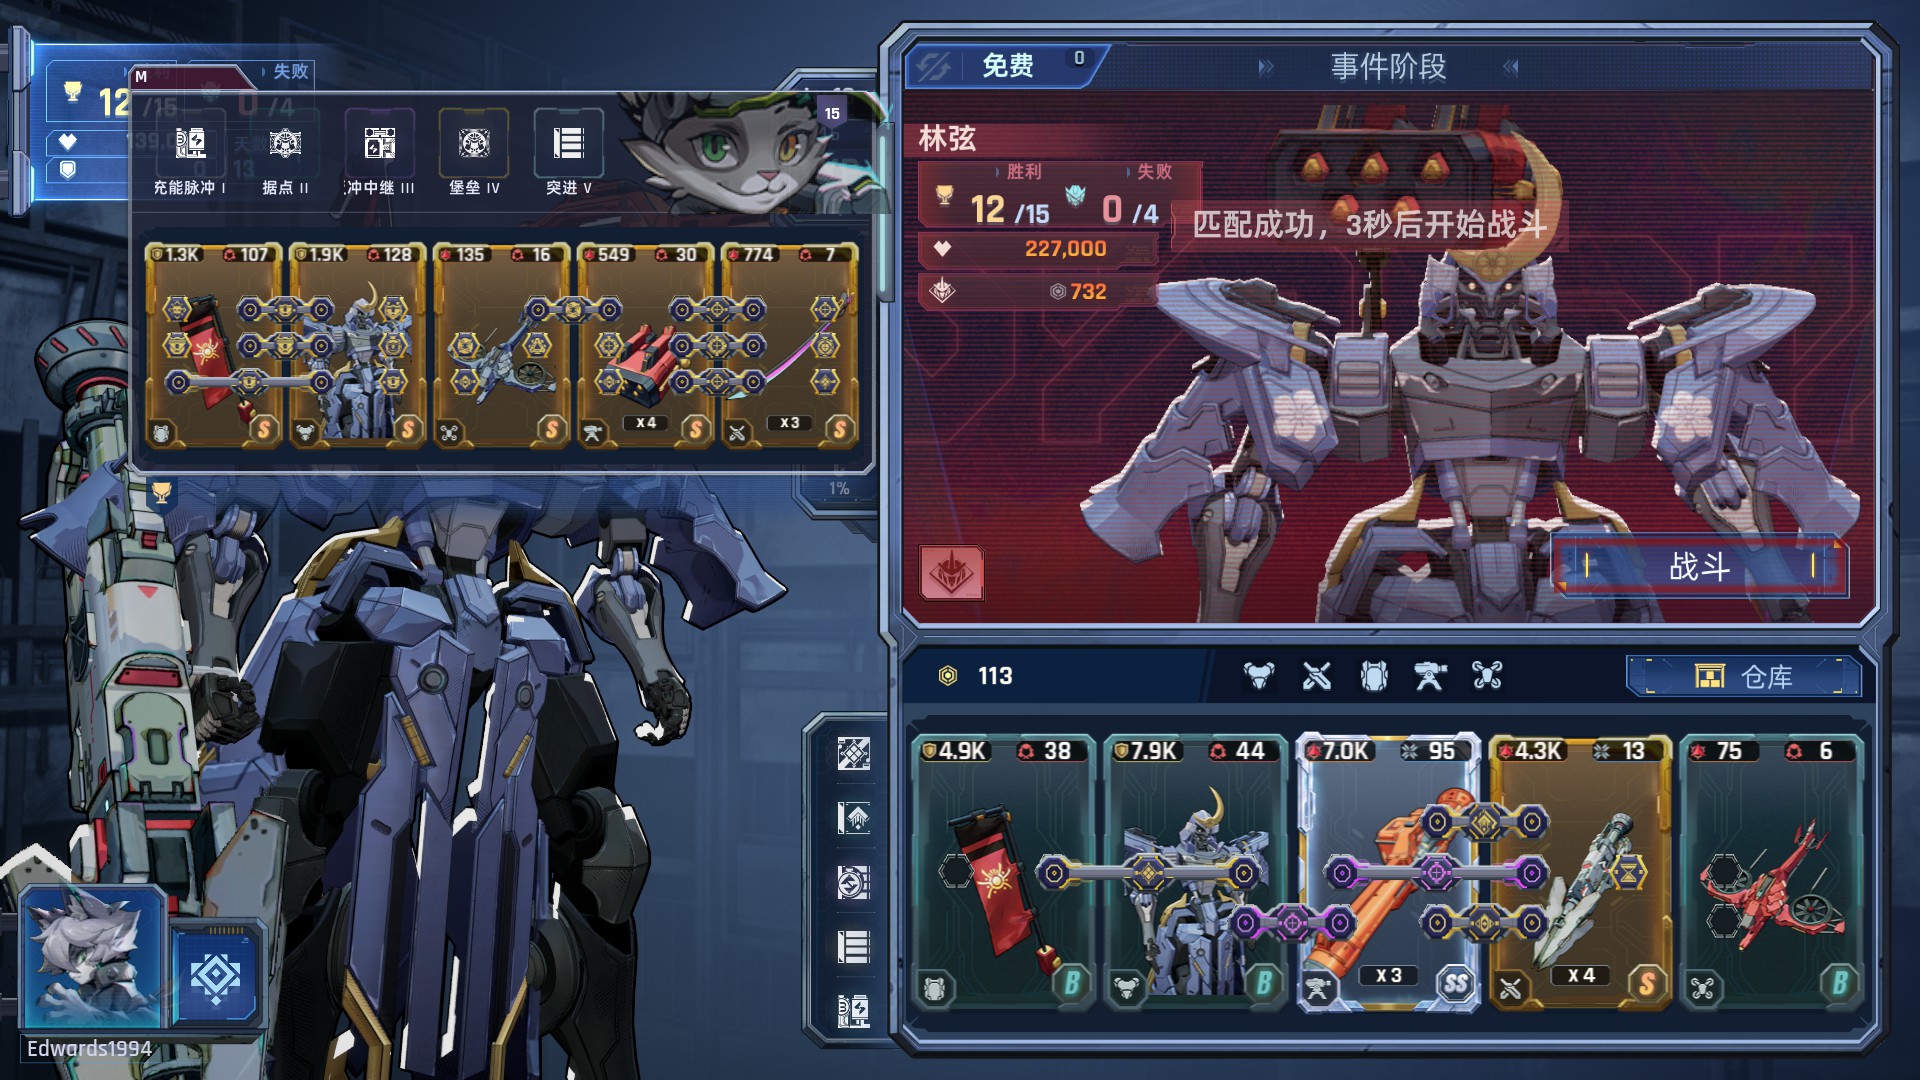 失败
12/15
0/4
M
15
充能脉冲 I
据点 II
冲中继 III
堡垒 IV
突进 V
1.3K 107
1.9K 128
135 16
549 30
774 7
S
S
S
x4 S
x3 S
1%
免费 0
事件阶段
林弦
胜利 失败
12/15 0/4
匹配成功，3秒后开始战斗
227,000
732
战斗
113
仓库
4.9K 38
7.9K 44
7.0K 95
4.3K 13
75 6
B
B
x3 SS
x4 S
B
Edwards1994